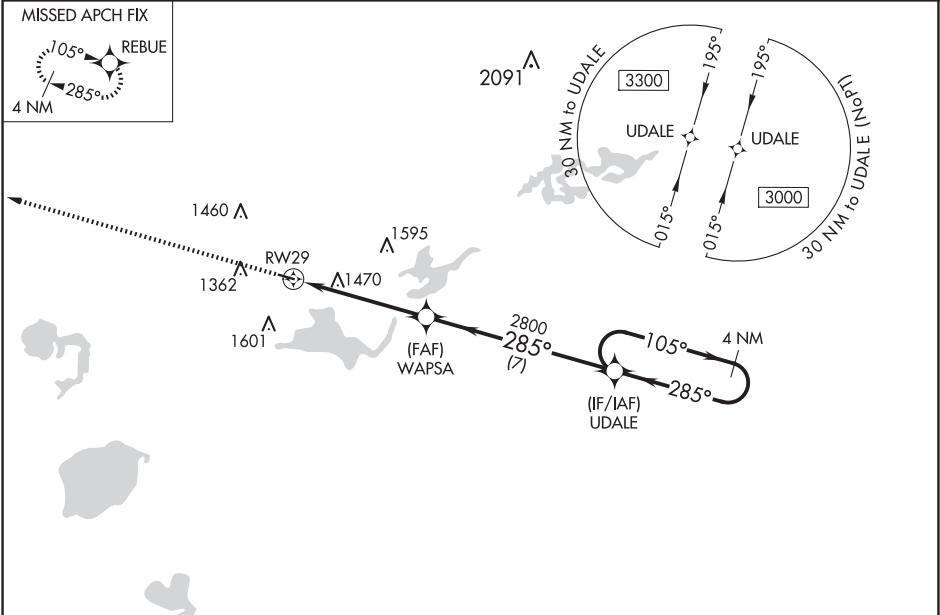 MISSED APCH FIX
105°
REBUE
285°
4 NM
2091
30 NM to UDALE
3300
195°
UDALE
015°
195°
UDALE
3000
015°
30 NM to UDALE (NoPT)
1460
1595
RW29
1362
1470
1601
2800
285°
(7)
(FAF)
WAPSA
105°
4 NM
285°
(IF/IAF)
UDALE